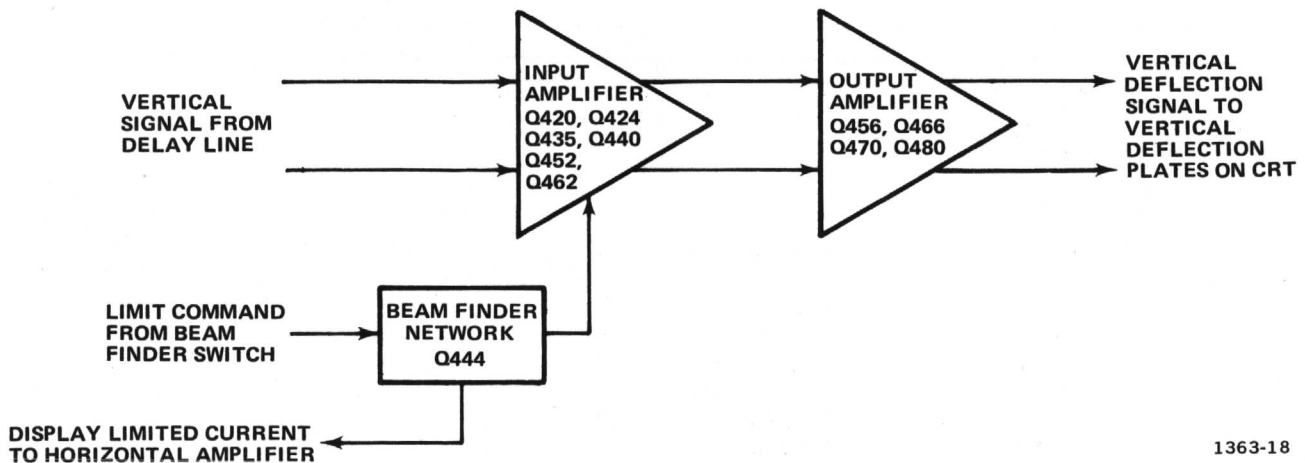 VERTICAL
SIGNAL FROM
DELAY LINE
INPUT
AMPLIFIER
Q420, Q424
Q435, Q440
Q452,
Q462
OUTPUT
AMPLIFIER
Q456, Q466
Q470, Q480
VERTICAL
DEFLECTION
SIGNAL TO
VERTICAL
DEFLECTION
PLATES ON CRT
LIMIT COMMAND
FROM BEAM
FINDER SWITCH
BEAM FINDER
NETWORK
Q444
DISPLAY LIMITED CURRENT
TO HORIZONTAL AMPLIFIER
1363-18